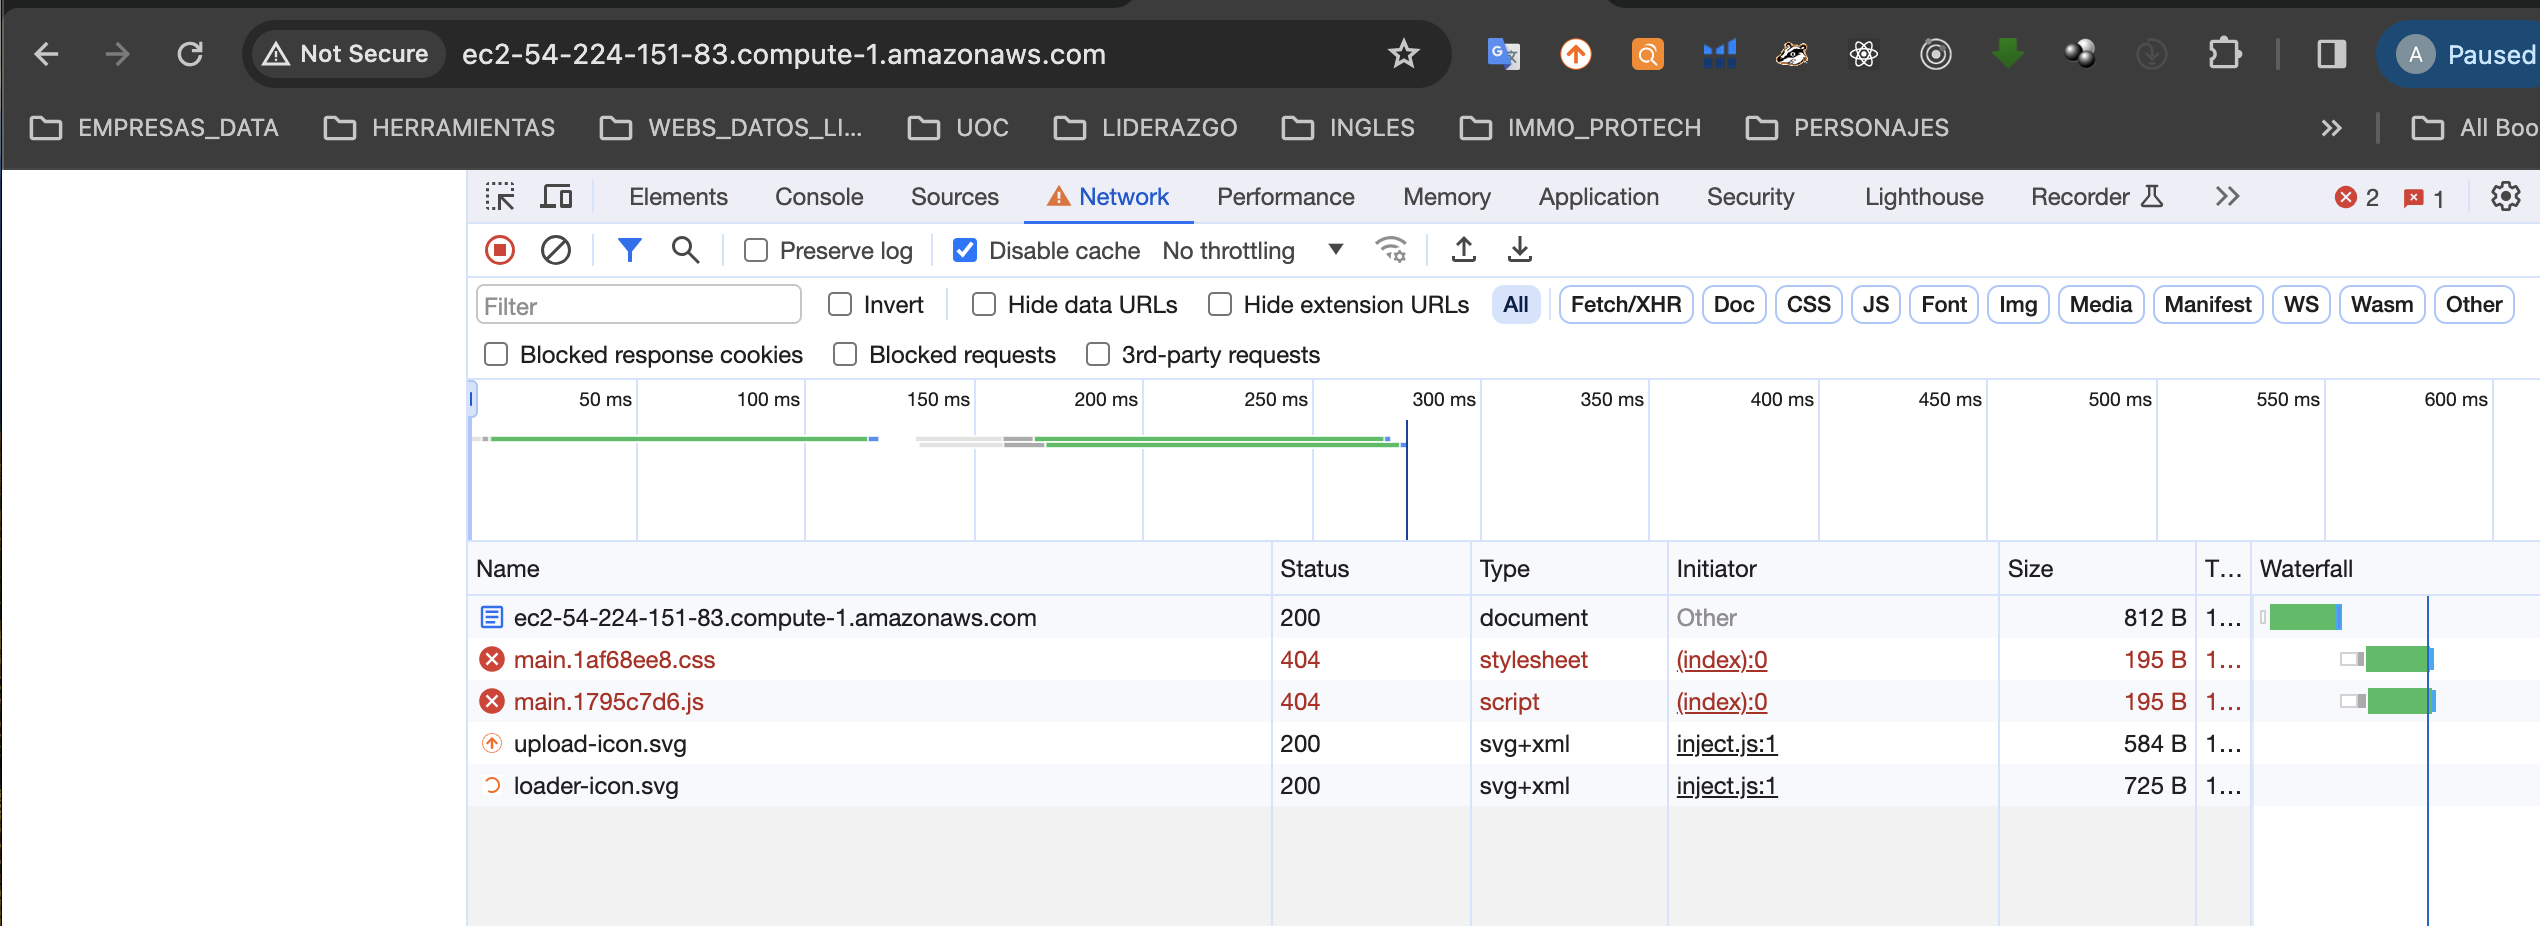 Not Secure ec2-54-224-151-83.compute-1.amazonaws.com A Paused
EMPRESAS_DATA HERRAMIENTAS WEBS_DATOS_LI... UOC LIDERAZGO INGLES IMMO_PROTECH PERSONAJES » All Boo
Elements Console Sources Network Performance Memory Application Security Lighthouse Recorder » 2 1
Preserve log Disable cache No throttling
Filter Invert Hide data URLs Hide extension URLs All Fetch/XHR Doc CSS JS Font Img Media Manifest WS Wasm Other
Blocked response cookies Blocked requests 3rd-party requests
50 ms 100 ms 150 ms 200 ms 250 ms 300 ms 350 ms 400 ms 450 ms 500 ms 550 ms 600 ms
Name Status Type Initiator Size T... Waterfall
ec2-54-224-151-83.compute-1.amazonaws.com 200 document Other 812 B 1...
main.1af68ee8.css 404 stylesheet (index):0 195 B 1...
main.1795c7d6.js 404 script (index):0 195 B 1...
upload-icon.svg 200 svg+xml inject.js:1 584 B 1...
loader-icon.svg 200 svg+xml inject.js:1 725 B 1...